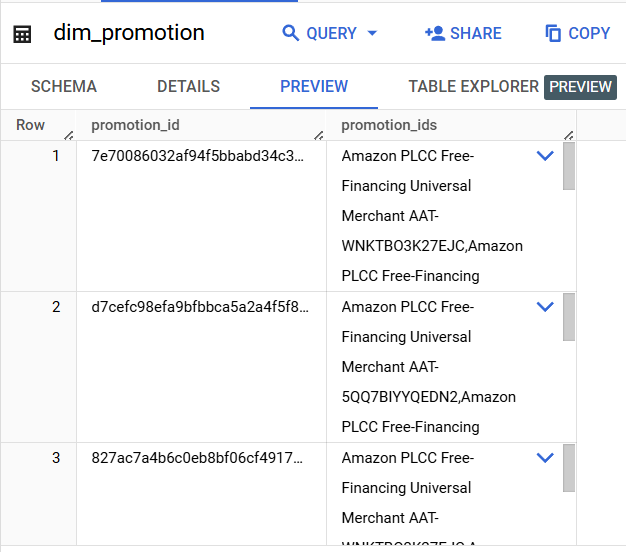 dim_promotion
QUERY
SHARE
COPY
SCHEMA
DETAILS
PREVIEW
TABLE EXPLORER
PREVIEW
Row
promotion_id
promotion_ids
1
7e70086032af94f5bbabd34c3...
Amazon PLCC Free-
Financing Universal
Merchant AAT-
WNKTBO3K27EJC,Amazon
PLCC Free-Financing
2
d7cefc98efa9bfbbca5a2a4f5f8...
Amazon PLCC Free-
Financing Universal
Merchant AAT-
5QQ7BIYYQEDN2,Amazon
PLCC Free-Financing
3
827ac7a4b6c0eb8bf06cf4917...
Amazon PLCC Free-
Financing Universal
Merchant AAT-